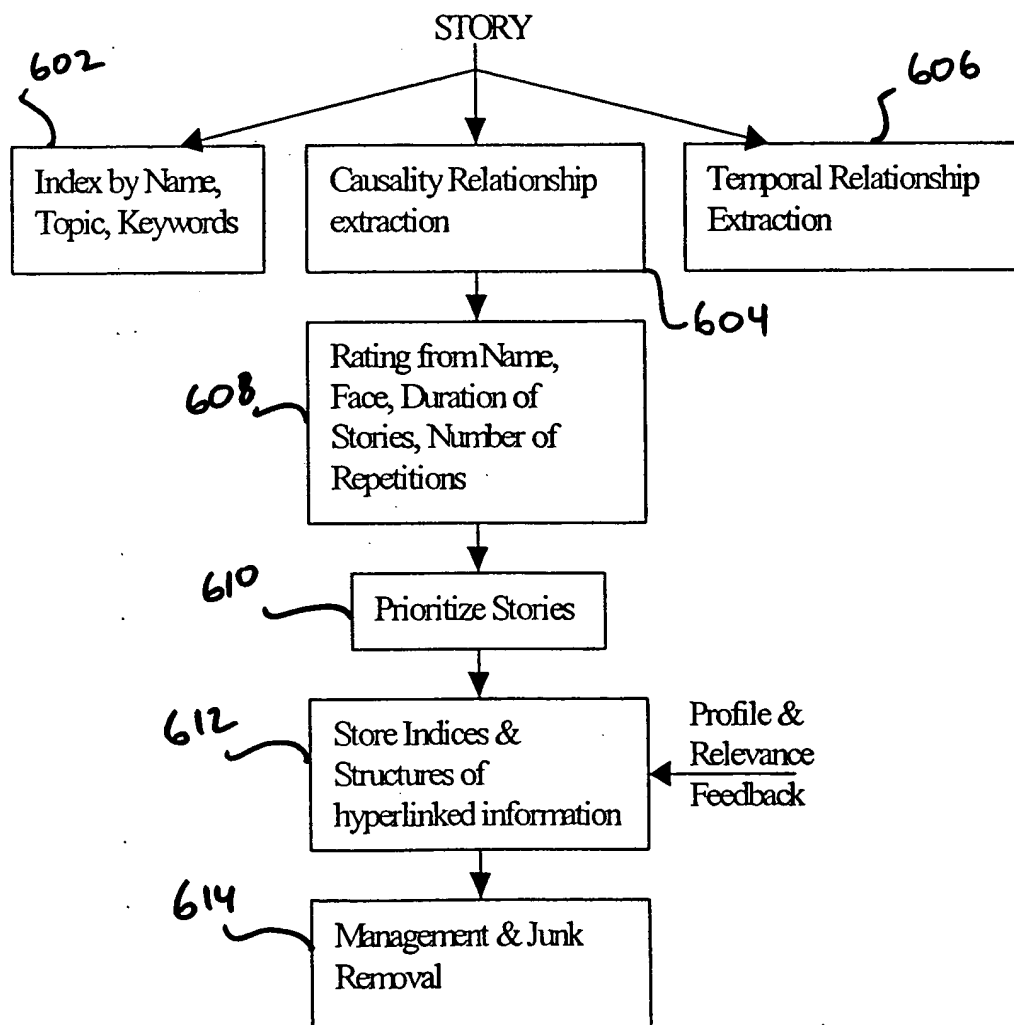 STORY
602
606
Index by Name,
Topic, Keywords
Causality Relationship
extraction
Temporal Relationship
Extraction
604
608
Rating from Name,
Face, Duration of
Stories, Number of
Repetitions
610
Prioritize Stories
612
Store Indices &
Structures of
hyperlinked information
Profile &
Relevance
Feedback
614
Management & Junk
Removal